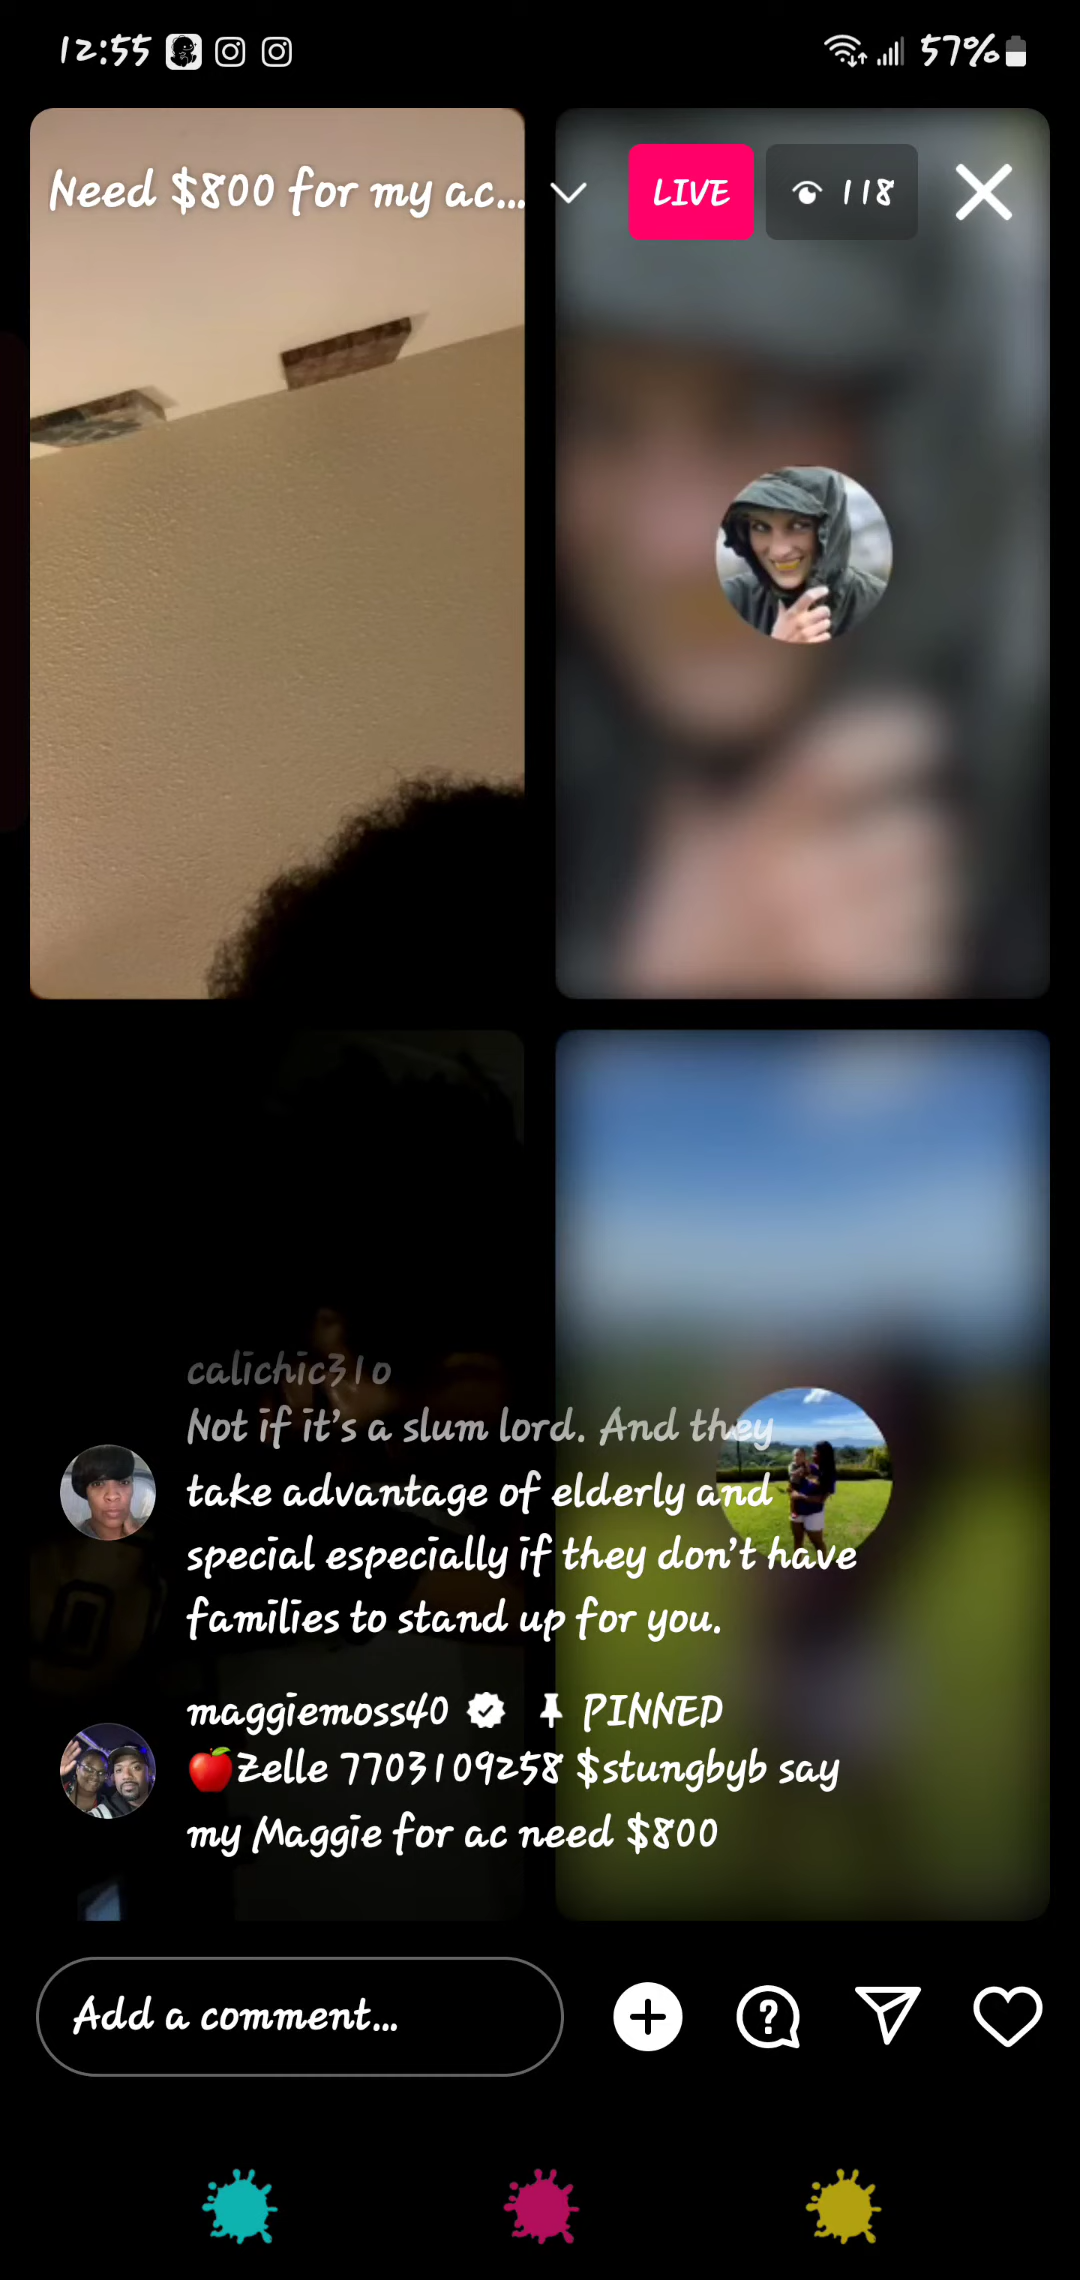 12:55
57%
Need $800 for my ac...
LIVE
118
calichic31o
Not if it's a slum lord. And they
take advantage of elderly and
special especially if they don't have
families to stand up for you.
maggiemoss40 PINNED
🍎Zelle 7703109258 $stungbyb say
my Maggie for ac need $800
Add a comment...